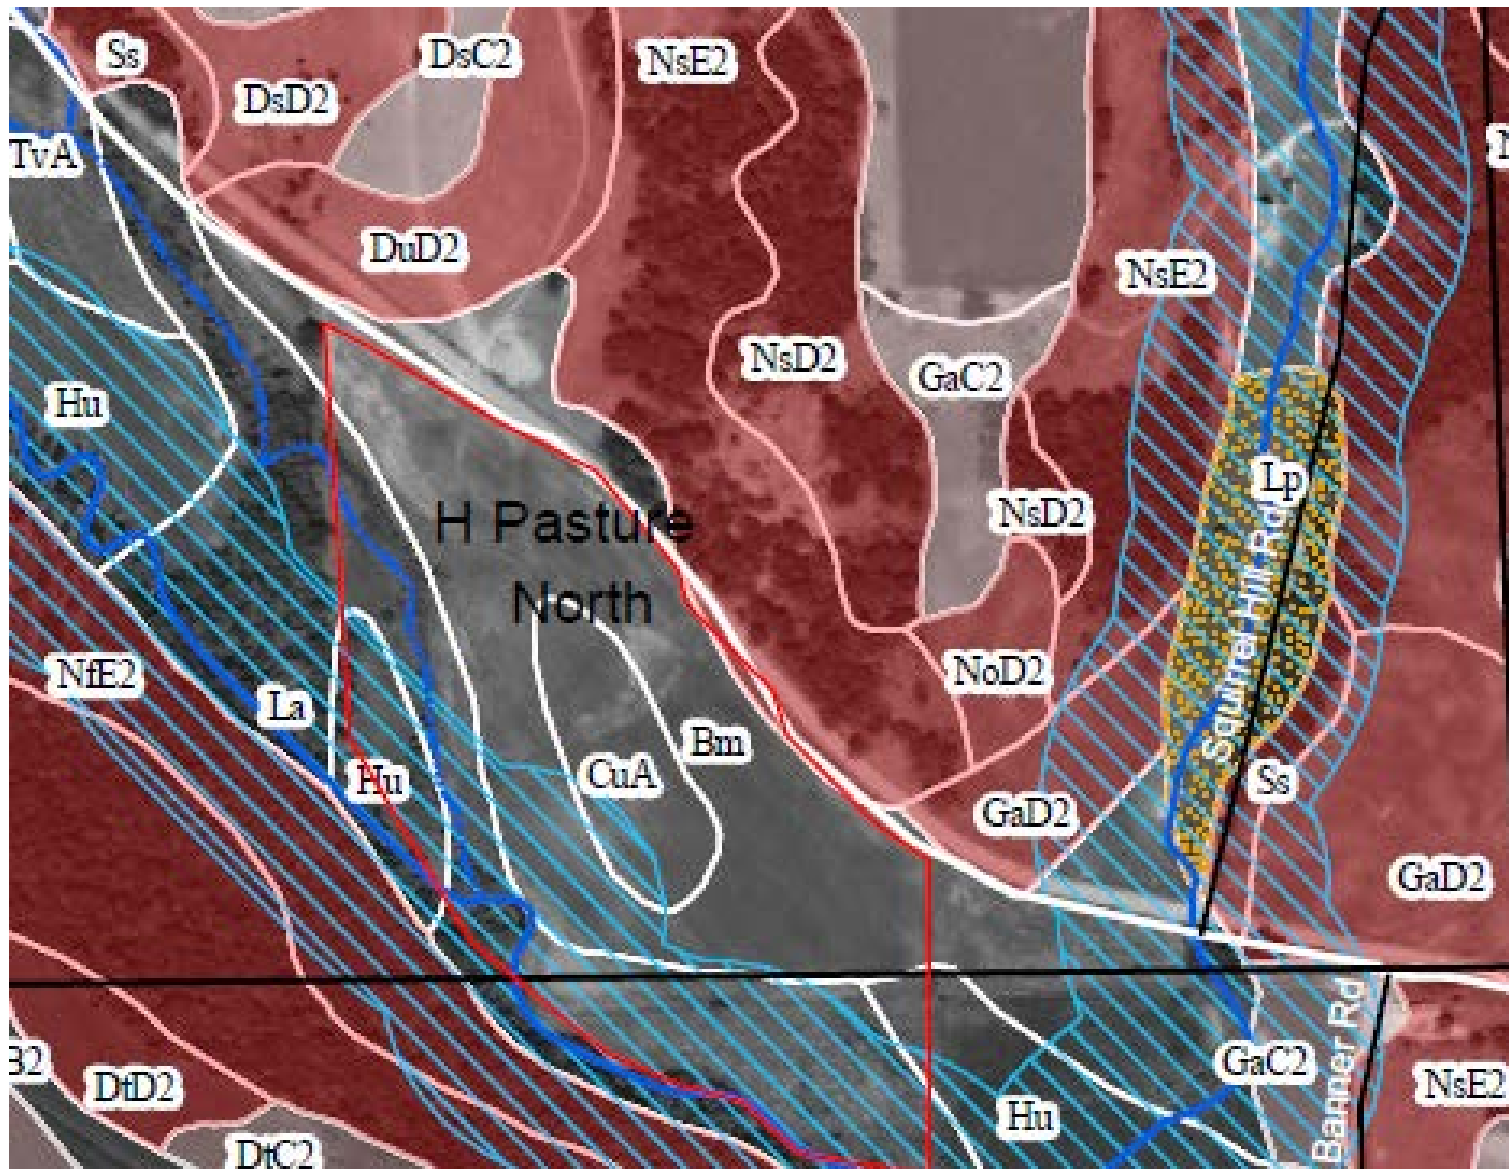 Ss
DsC2
NsE2
DsD2
TvA
DuD2
NsE2
NsD2
GaC2
Hu
Lp
NsD2
H Pasture
North
Squirrel Hill Rd
NfE2
NoD2
La
Bm
Hu
CuA
Ss
GaD2
GaD2
B2
GaC2
DtD2
NsE2
Hu
Banner Rd
DtC2